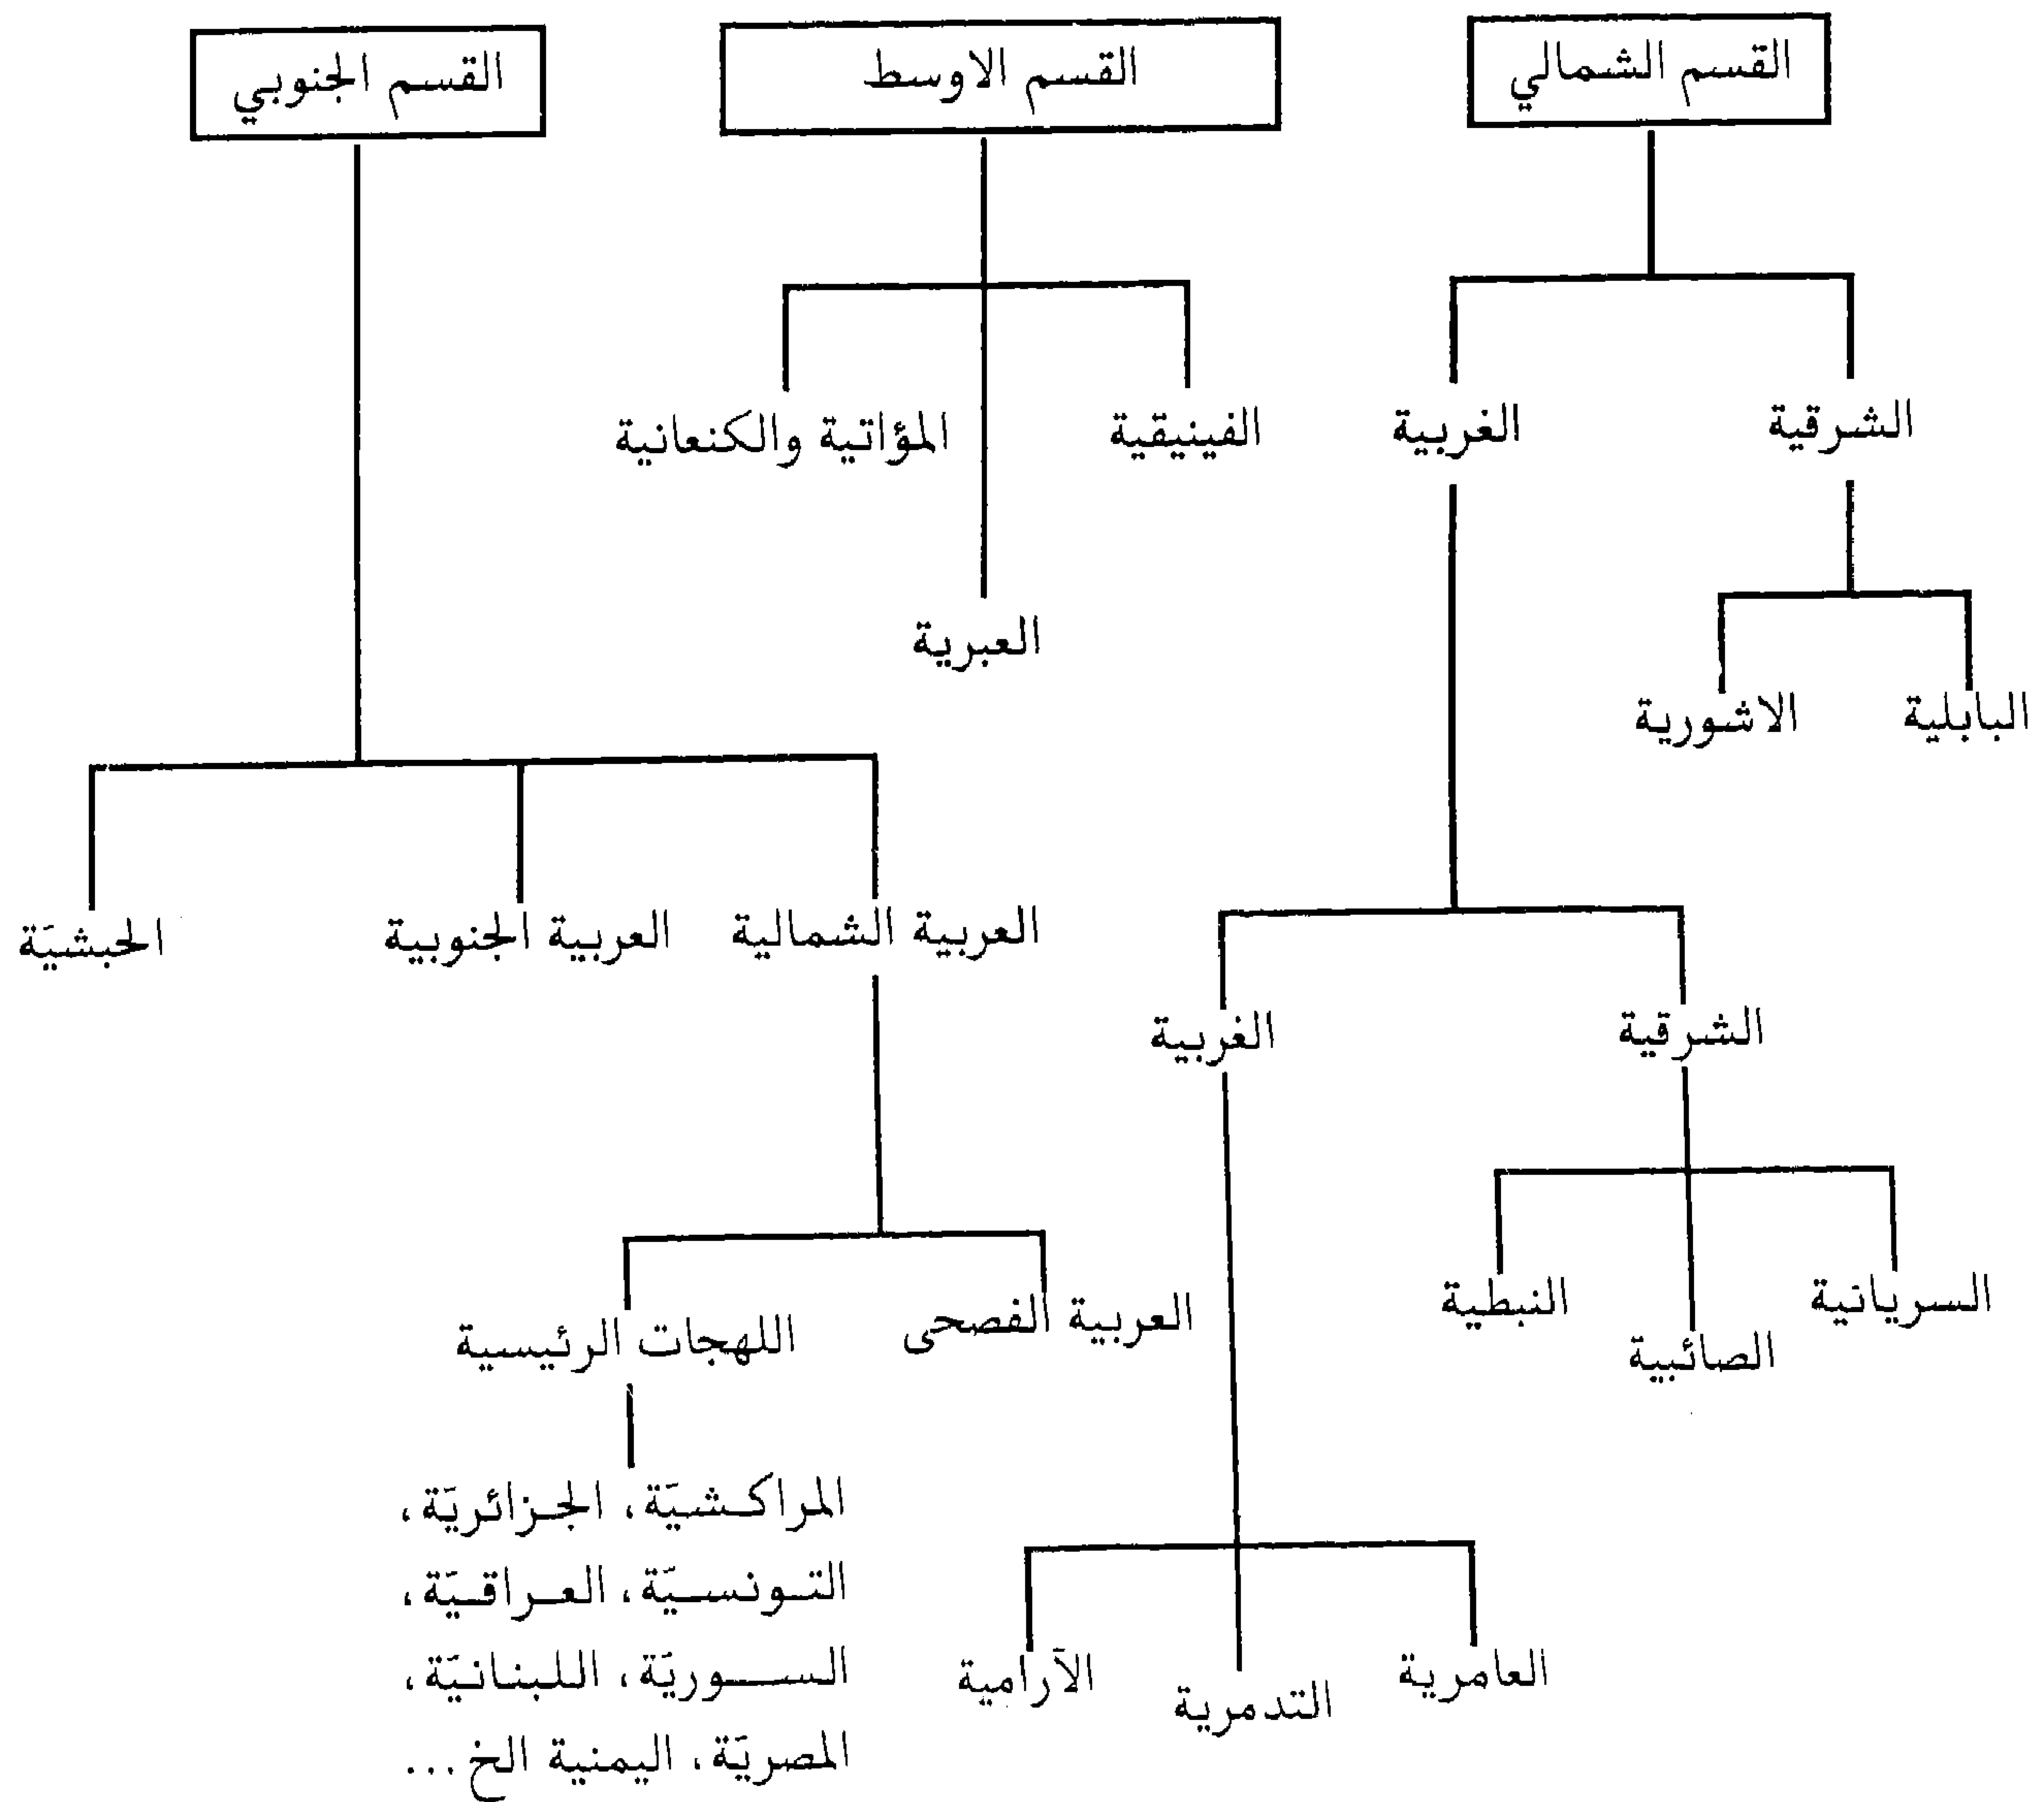 القسم الشمالي
القسم الاوسط
القسم الجنوبي
الشرقية
الغربية
الفينيقية
المؤاتية والكنعانية
العبرية
البابلية
الاشورية
العربية الشمالية
العربية الجنوبية
الحبشيَة
الشرقية
الغربية
السريانية
الصائبية
النبطية
العربية الفصحى
اللهجات الرئيسية
المراكشيَة، الجزائريَة،
التونسيَة، العراقيَة،
السوريَة، اللبنانيَة،
المصريَة، اليمنية الخ...
العامرية
التدمرية
الآرامية